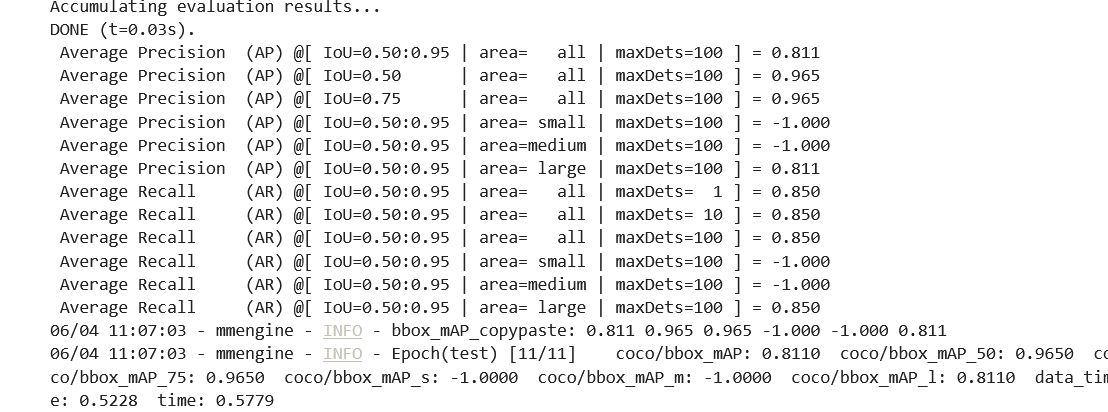 Accumulating evaluation results...
DONE (t=0.03s).
 Average Precision  (AP) @[ IoU=0.50:0.95 | area=   all | maxDets=100 ] = 0.811
 Average Precision  (AP) @[ IoU=0.50      | area=   all | maxDets=100 ] = 0.965
 Average Precision  (AP) @[ IoU=0.75      | area=   all | maxDets=100 ] = 0.965
 Average Precision  (AP) @[ IoU=0.50:0.95 | area= small | maxDets=100 ] = -1.000
 Average Precision  (AP) @[ IoU=0.50:0.95 | area=medium | maxDets=100 ] = -1.000
 Average Precision  (AP) @[ IoU=0.50:0.95 | area= large | maxDets=100 ] = 0.811
 Average Recall     (AR) @[ IoU=0.50:0.95 | area=   all | maxDets=  1 ] = 0.850
 Average Recall     (AR) @[ IoU=0.50:0.95 | area=   all | maxDets= 10 ] = 0.850
 Average Recall     (AR) @[ IoU=0.50:0.95 | area=   all | maxDets=100 ] = 0.850
 Average Recall     (AR) @[ IoU=0.50:0.95 | area= small | maxDets=100 ] = -1.000
 Average Recall     (AR) @[ IoU=0.50:0.95 | area=medium | maxDets=100 ] = -1.000
 Average Recall     (AR) @[ IoU=0.50:0.95 | area= large | maxDets=100 ] = 0.850
06/04 11:07:03 - mmengine - INFO - bbox_mAP_copypaste: 0.811 0.965 0.965 -1.000 -1.000 0.811
06/04 11:07:03 - mmengine - INFO - Epoch(test) [11/11]    coco/bbox_mAP: 0.8110  coco/bbox_mAP_50: 0.9650  co
co/bbox_mAP_75: 0.9650  coco/bbox_mAP_s: -1.0000  coco/bbox_mAP_m: -1.0000  coco/bbox_mAP_l: 0.8110  data_tim
e: 0.5228  time: 0.5779